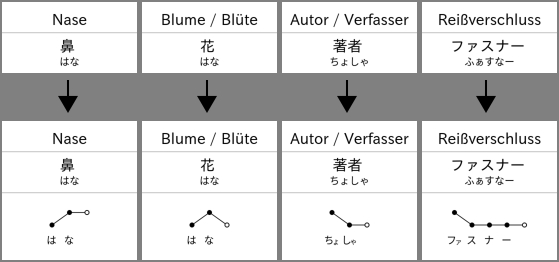 Nase
鼻
はな
Blume / Blüte
花
はな
Autor / Verfasser
著者
ちょしゃ
Reißverschluss
ファスナー
ふぁすなー
Nase
鼻
はな
は な
Blume / Blüte
花
はな
は な
Autor / Verfasser
著者
ちょしゃ
ちょ しゃ
Reißverschluss
ファスナー
ふぁすなー
ファ ス ナ ー